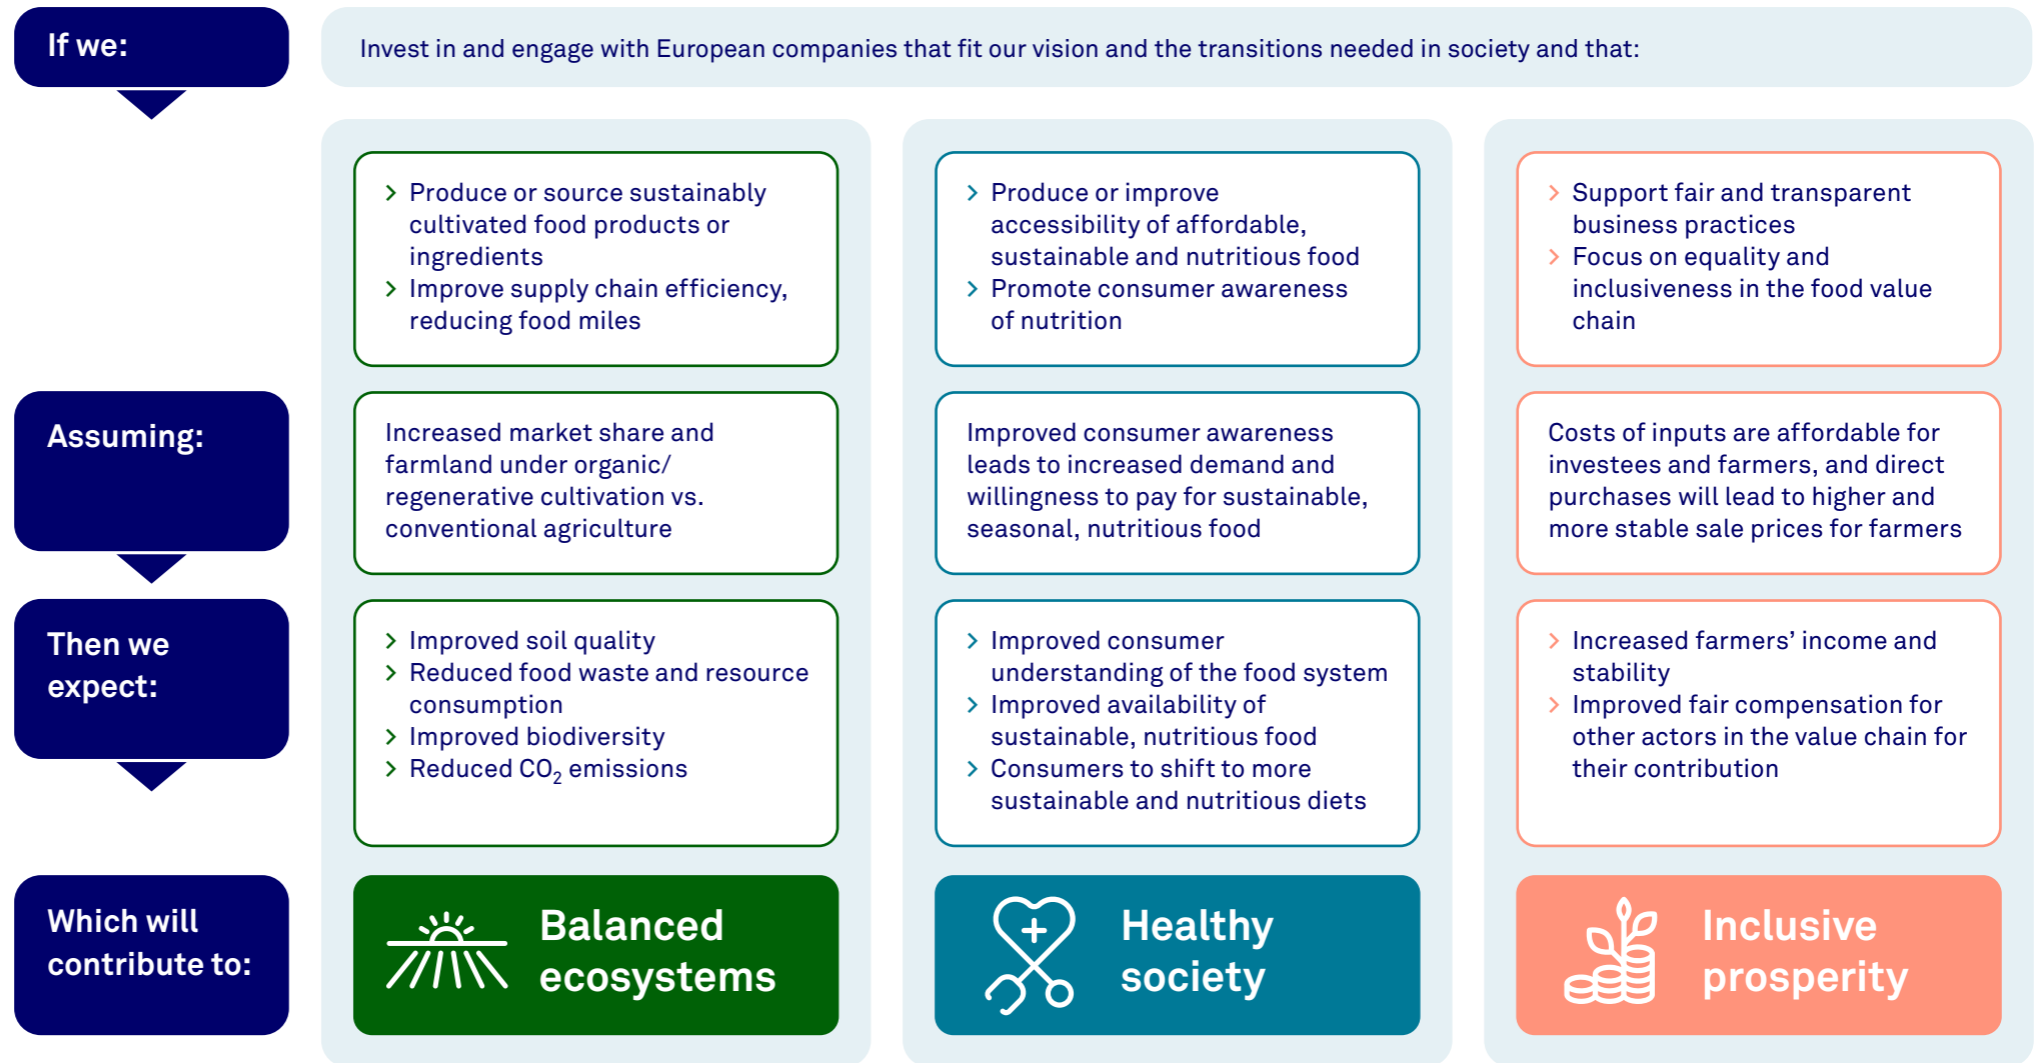 If we:
Invest in and engage with European companies that fit our vision and the transitions needed in society and that:
> Produce or source sustainably
cultivated food products or
ingredients
> Improve supply chain efficiency,
reducing food miles
> Produce or improve
accessibility of affordable,
sustainable and nutritious food
> Promote consumer awareness
of nutrition
> Support fair and transparent
business practices
> Focus on equality and
inclusiveness in the food value
chain
Assuming:
Increased market share and
farmland under organic/
regenerative cultivation vs.
conventional agriculture
Improved consumer awareness
leads to increased demand and
willingness to pay for sustainable,
seasonal, nutritious food
Costs of inputs are affordable for
investees and farmers, and direct
purchases will lead to higher and
more stable sale prices for farmers
Then we
expect:
> Improved soil quality
> Reduced food waste and resource
consumption
> Improved biodiversity
> Reduced CO₂ emissions
> Improved consumer
understanding of the food system
> Improved availability of
sustainable, nutritious food
> Consumers to shift to more
sustainable and nutritious diets
> Increased farmers’ income and
stability
> Improved fair compensation for
other actors in the value chain for
their contribution
Which will
contribute to:
Balanced
ecosystems
Healthy
society
Inclusive
prosperity